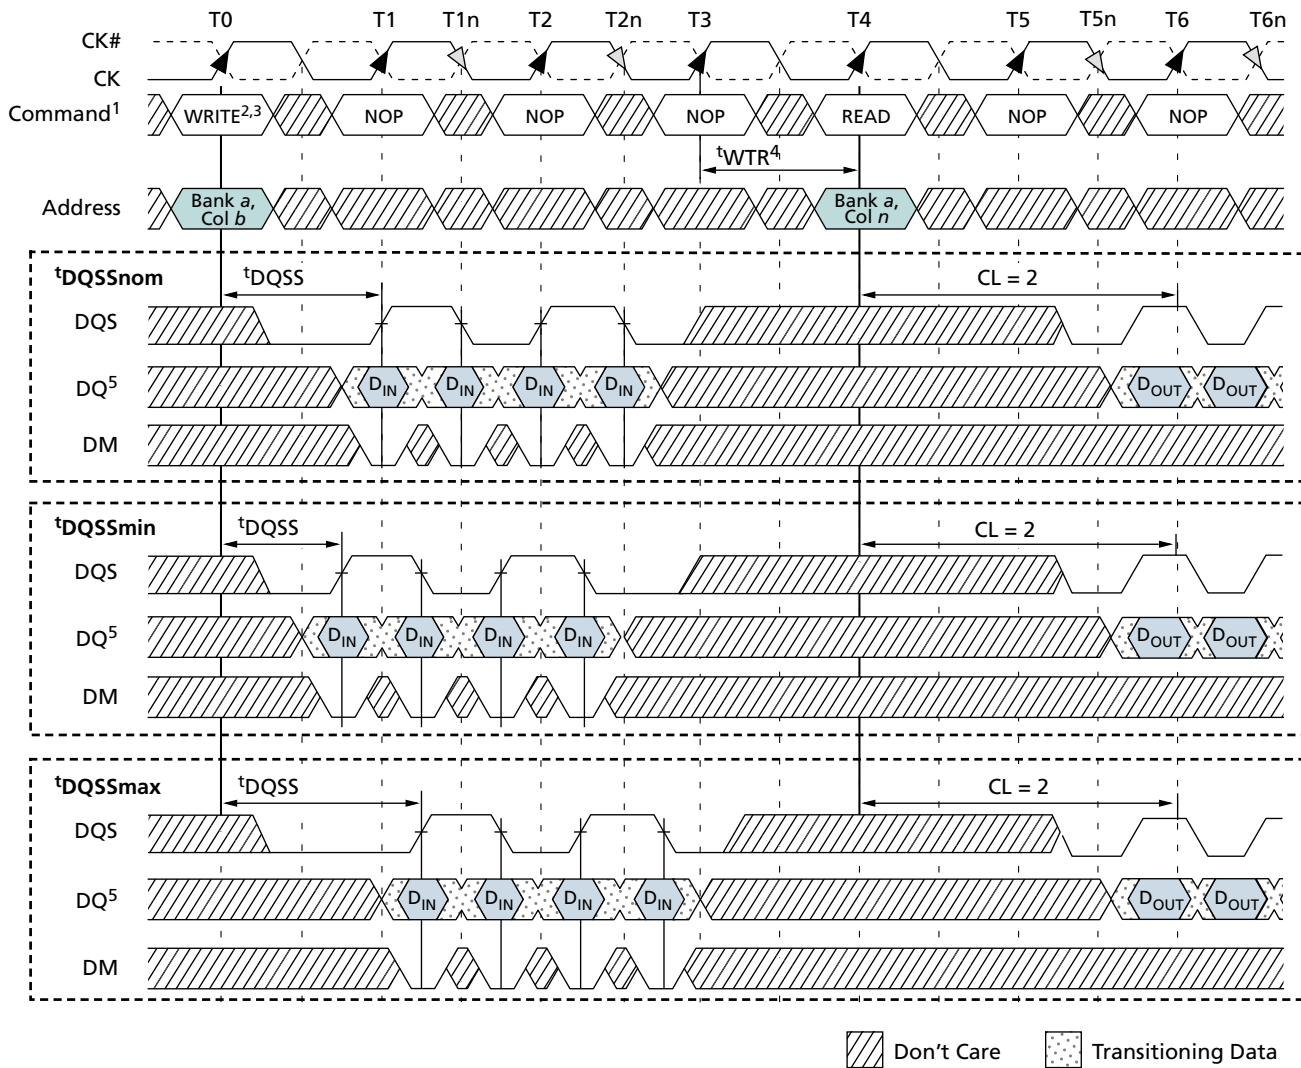 T0 T1 T1n T2 T2n T3 T4 T5 T5n T6 T6n
CK#
CK
Command1 WRITE2,3 NOP NOP NOP READ NOP NOP
tWTR4
Address Bank a, Col b Bank a, Col n
tDQSSnom tDQSS CL = 2
DQS
DQ5 DIN DIN DIN DIN DOUT DOUT
DM
tDQSSmin tDQSS CL = 2
DQS
DQ5 DIN DIN DIN DIN DOUT DOUT
DM
tDQSSmax tDQSS CL = 2
DQS
DQ5 DIN DIN DIN DIN DOUT DOUT
DM
Don't Care Transitioning Data